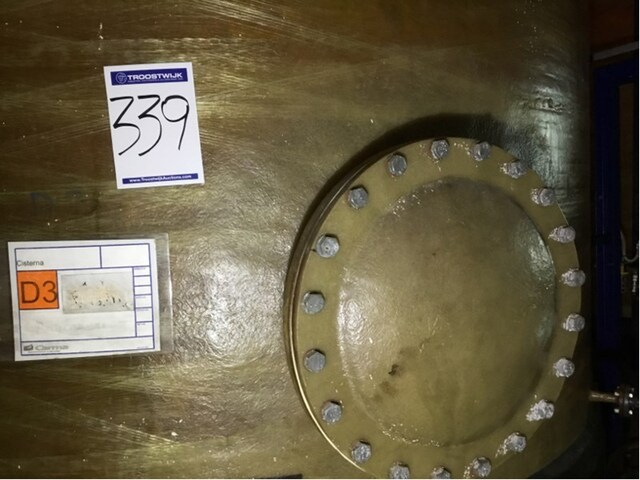 TROOSTWIJK
339
www.TroostwijkAuctions.com
Cisterna
D3